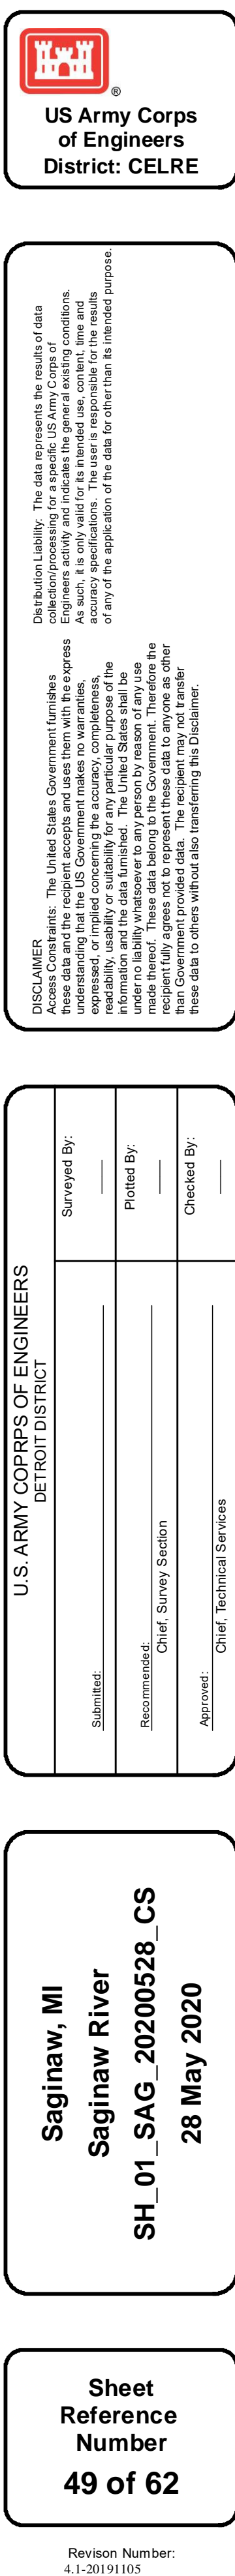 US Army Corps
of Engineers
District: CELRE
®
DISCLAIMER
Access Constraints: The United States Government furnishes
these data and the recipient accepts and uses them with the express
understanding that the US Government makes no warranties,
expressed, or implied concerning the accuracy, completeness,
readability, usability or suitability for any particular purpose of the
information and the data furnished. The United States shall be
under no liability whatsoever to any person by reason of any use
made thereof. These data belong to the Government. Therefore the
recipient fully agrees not to represent these data to anyone as other
than Government provided data. The recipient may not transfer
these data to others without also transferring this Disclaimer.
Distribution Liability: The data represents the results of data
collection/processing for a specific US Army Corps of
Engineers activity and indicates the general existing conditions.
As such, it is only valid for its intended use, content, time and
accuracy specifications. The user is responsible for the results
of any of the application of the data for other than its intended purpose.
U.S. ARMY COPRPS OF ENGINEERS
DETROIT DISTRICT
Submitted:
Surveyed By:
Recommended:
Chief, Survey Section
Plotted By:
Approved:
Chief, Technical Services
Checked By:
Saginaw, MI
Saginaw River
SH_01_SAG_20200528_CS
28 May 2020
Sheet
Reference
Number
49 of 62
Revison Number:
4.1-20191105